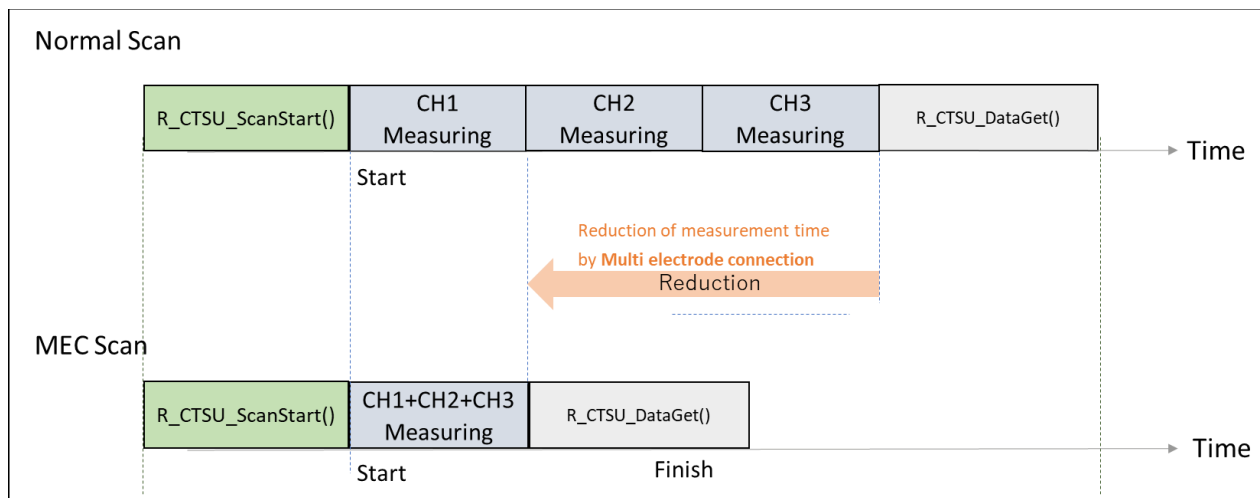 Normal Scan
R_CTSU_ScanStart()
CH1
Measuring
CH2
Measuring
CH3
Measuring
R_CTSU_DataGet()
Time
Start
Reduction of measurement time
by Multi electrode connection
Reduction
MEC Scan
R_CTSU_ScanStart()
CH1+CH2+CH3
Measuring
R_CTSU_DataGet()
Time
Start
Finish